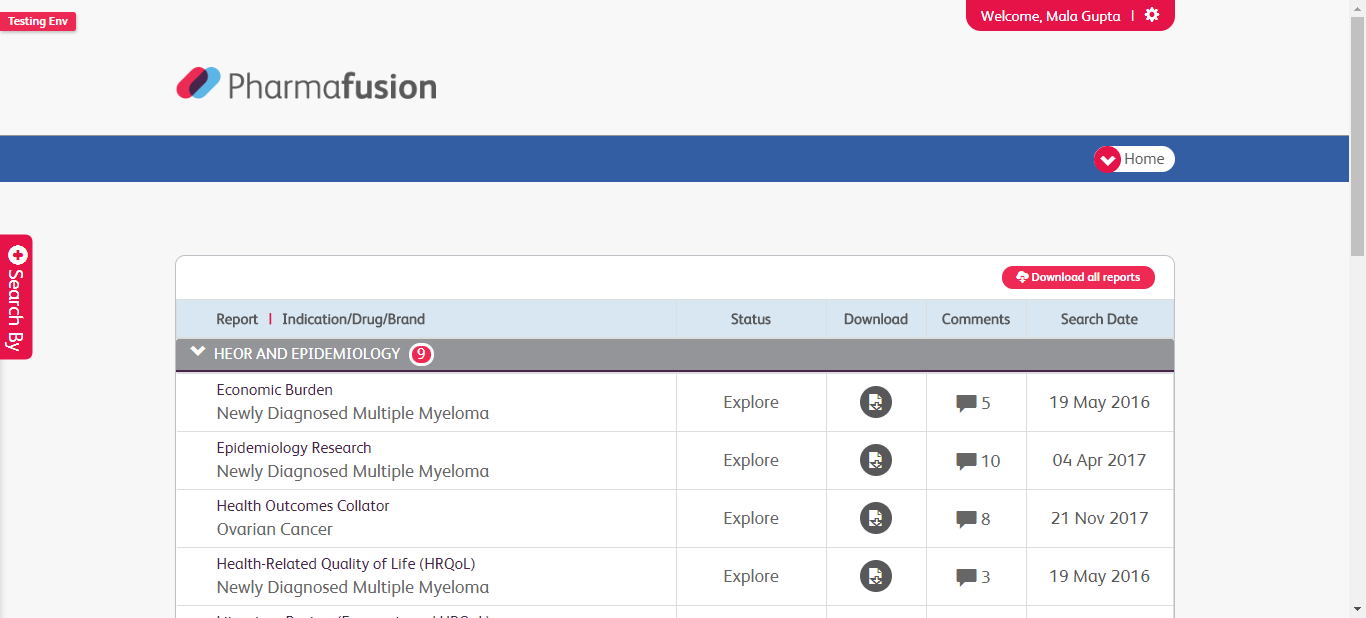 Testing Env
Welcome, Mala Gupta |
Pharmafusion
Home
Search By
Download all reports
Report | Indication/Drug/Brand Status Download Comments Search Date
HEOR AND EPIDEMIOLOGY 9
Economic Burden
Newly Diagnosed Multiple Myeloma
Explore 5 19 May 2016
Epidemiology Research
Newly Diagnosed Multiple Myeloma
Explore 10 04 Apr 2017
Health Outcomes Collator
Ovarian Cancer
Explore 8 21 Nov 2017
Health-Related Quality of Life (HRQoL)
Newly Diagnosed Multiple Myeloma
Explore 3 19 May 2016